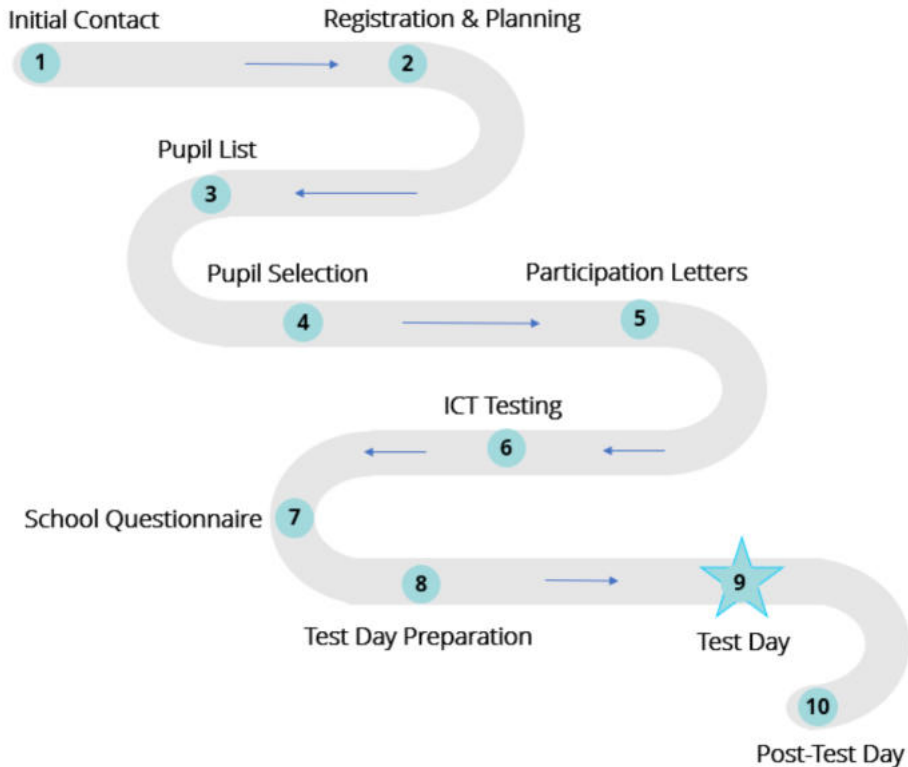 Initial Contact
Registration & Planning
1
2
Pupil List
3
Pupil Selection
Participation Letters
4
5
ICT Testing
6
School Questionnaire
7
8
9
Test Day Preparation
Test Day
10
Post-Test Day